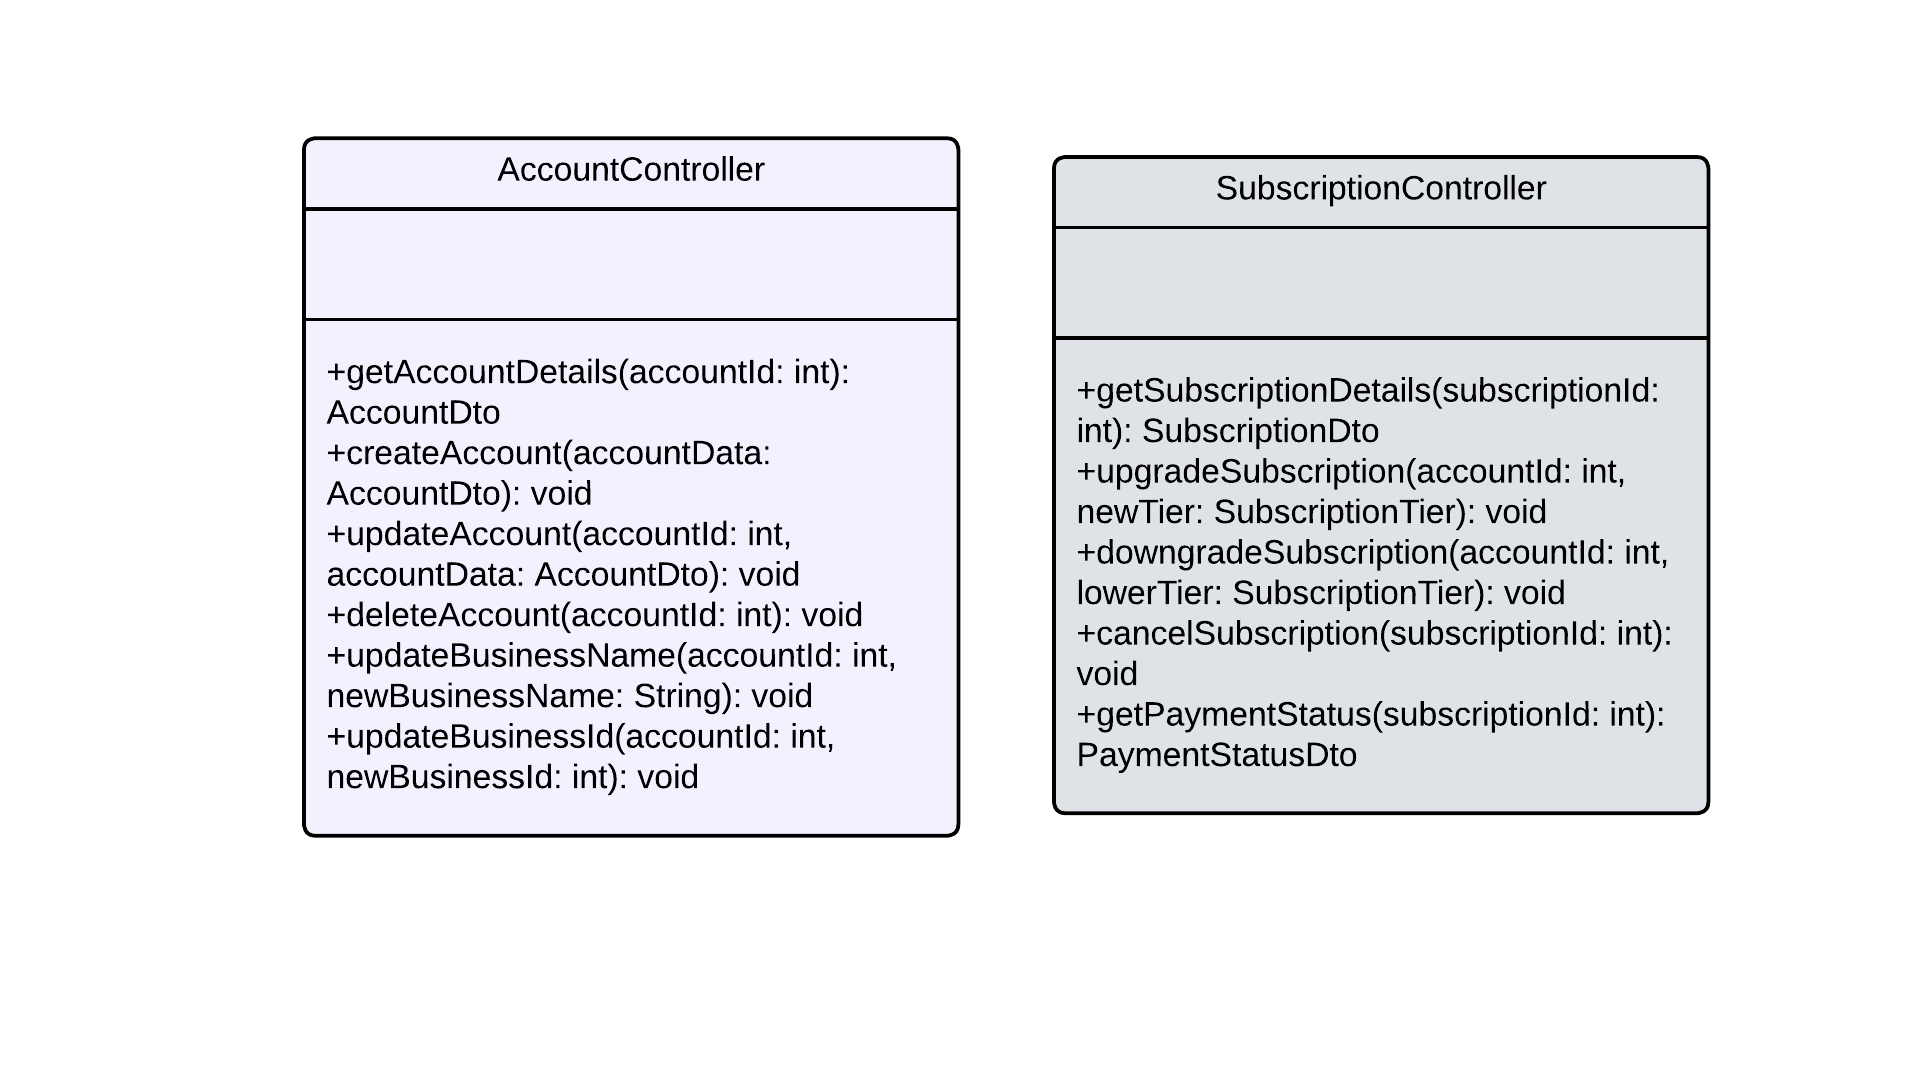 AccountController
+getAccountDetails(accountId: int):
AccountDto
+createAccount(accountData:
AccountDto): void
+updateAccount(accountId: int,
accountData: AccountDto): void
+deleteAccount(accountId: int): void
+updateBusinessName(accountId: int,
newBusinessName: String): void
+updateBusinessId(accountId: int,
newBusinessId: int): void
SubscriptionController
+getSubscriptionDetails(subscriptionId:
int): SubscriptionDto
+upgradeSubscription(accountId: int,
newTier: SubscriptionTier): void
+downgradeSubscription(accountId: int,
lowerTier: SubscriptionTier): void
+cancelSubscription(subscriptionId: int):
void
+getPaymentStatus(subscriptionId: int):
PaymentStatusDto